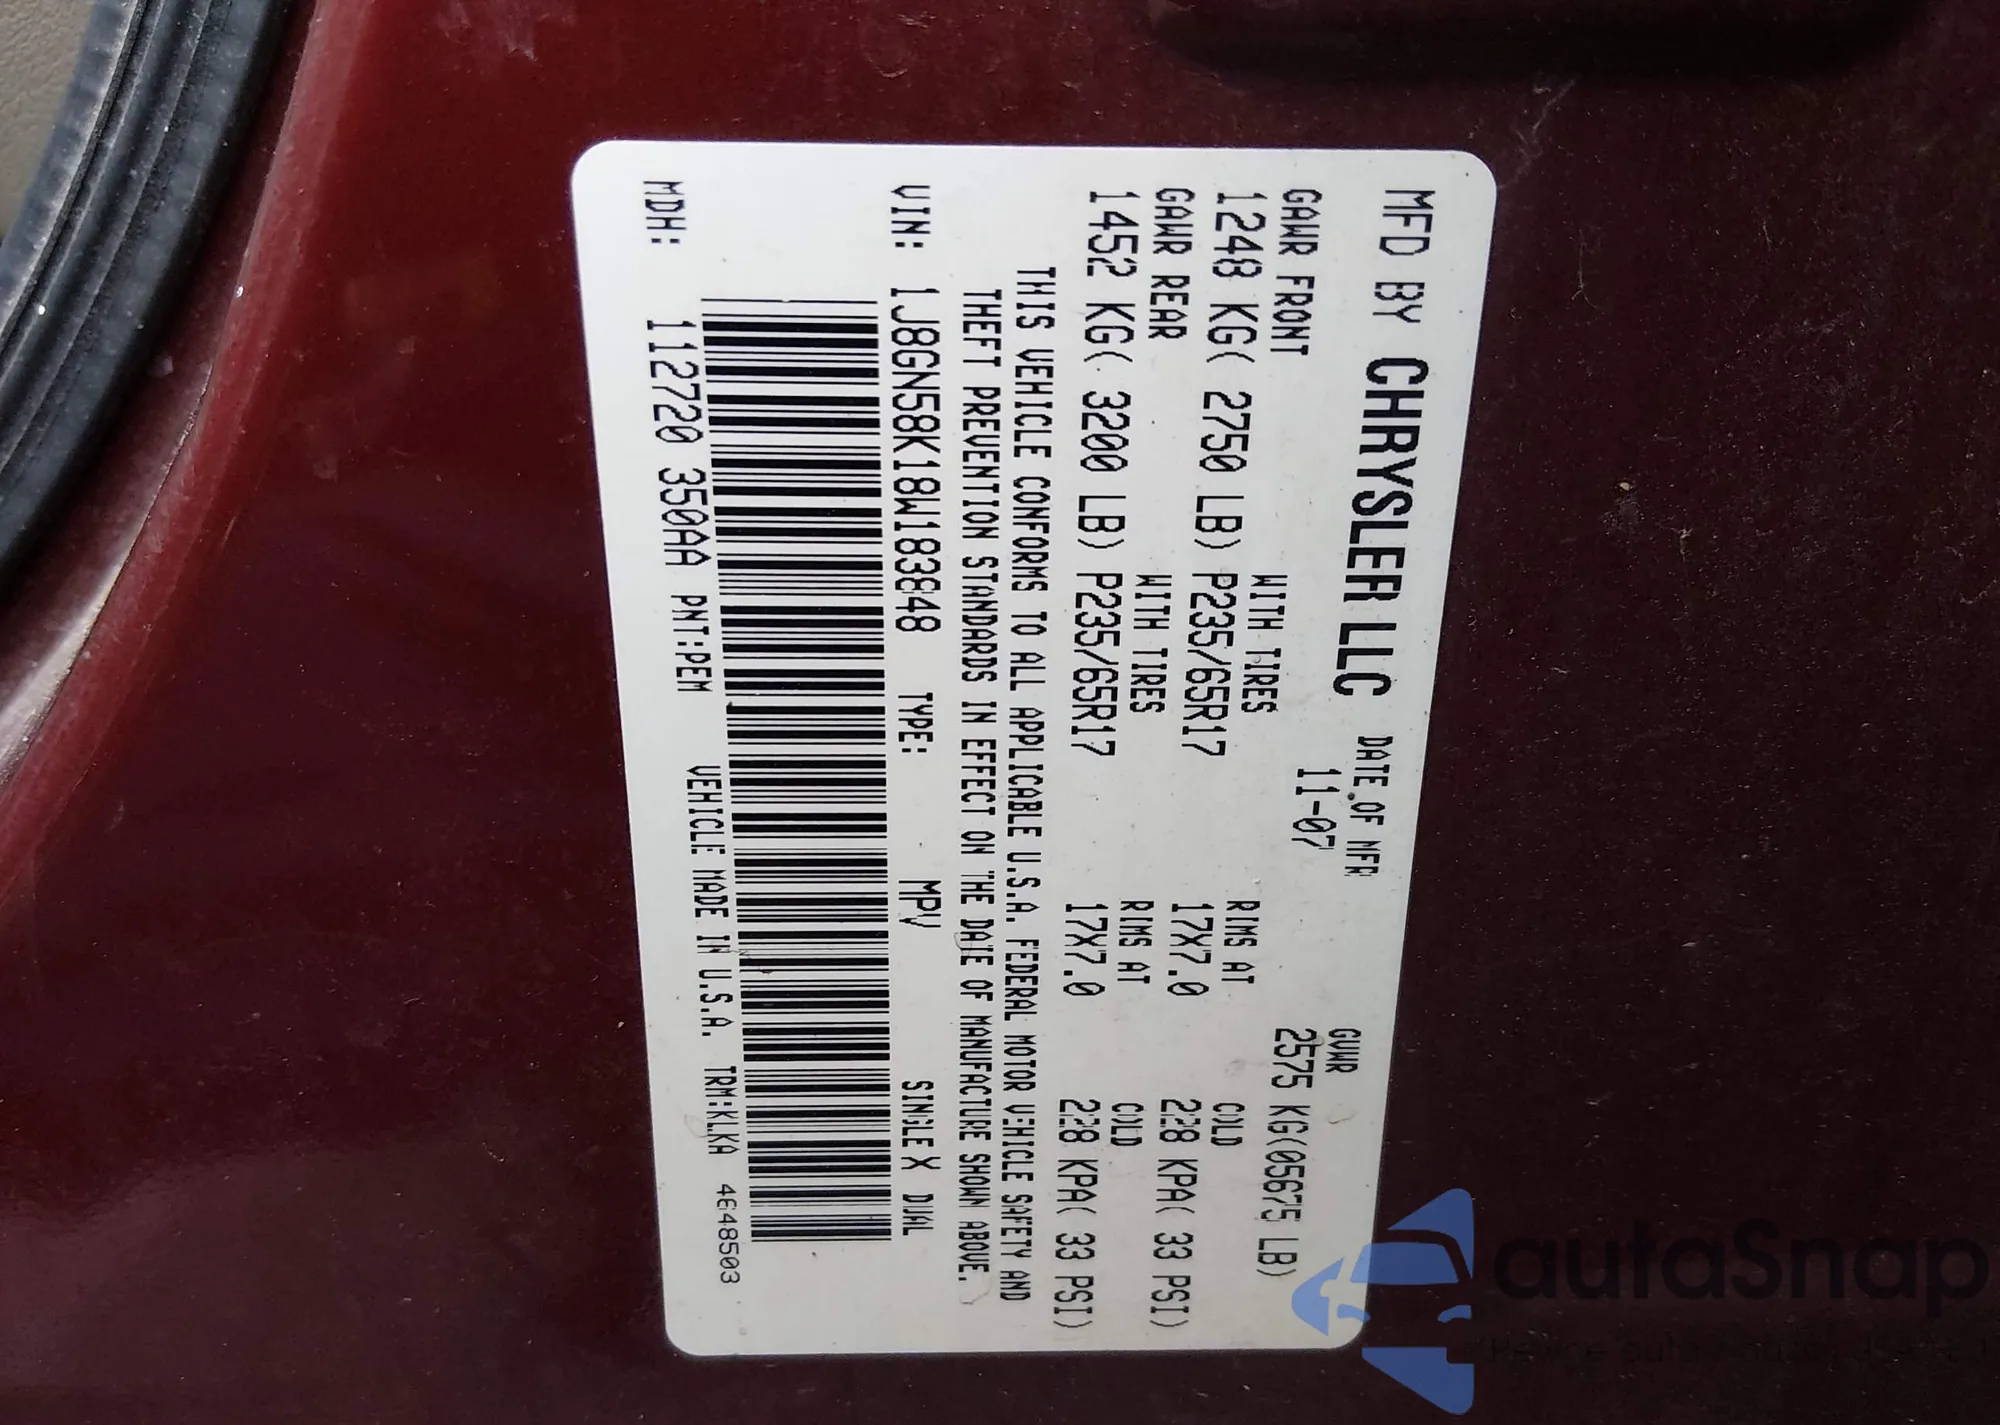 MFD BY CHRYSLER LLC
DATE OF MFR
GVWR
11-07
2575 KG(05675 LB)
GAWR FRONT
WITH TIRES
RIMS AT
COLD
1248 KG( 2750 LB)
P235/65R17
17X7.0
228 KPA( 33 PSI)
GAWR REAR
WITH TIRES
RIMS AT
COLD
1452 KG( 3200 LB)
P235/65R17
17X7.0
228 KPA( 33 PSI)
THIS VEHICLE CONFORMS TO ALL APPLICABLE U.S.A. FEDERAL MOTOR VEHICLE SAFETY AND
THEFT PREVENTION STANDARDS IN EFFECT ON THE DATE OF MANUFACTURE SHOWN ABOVE.
VIN: 1J8GN58K18W183848 TYPE: MPV SINGLE X DUAL
MDH: 112720 350AA PNT:PEM VEHICLE MADE IN U.S.A. TRM:KLKA 4648503
autaSnap